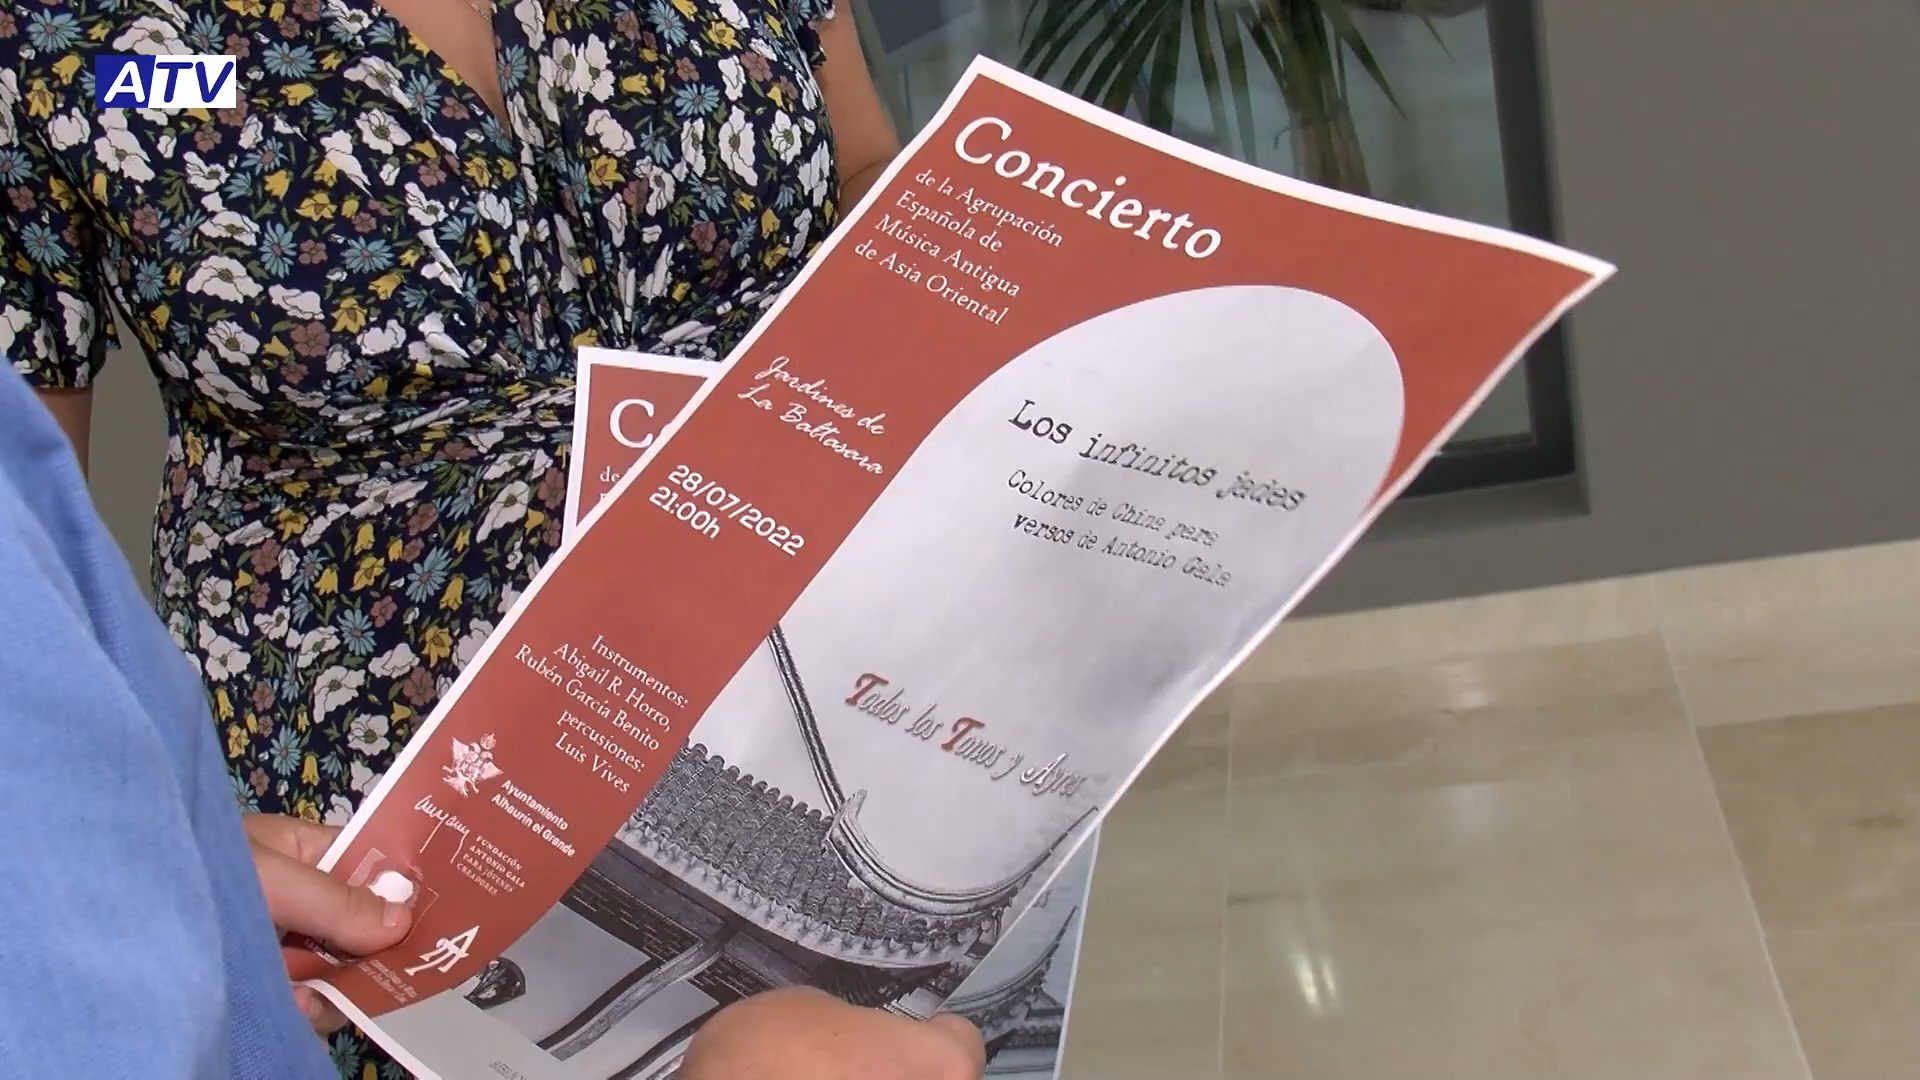 ATV
Concierto
de la Agrupación
Española de
Música Antigua
de Asia Oriental
Jardines de
La Baltasara
28/07/2022
21:00h
Los infinitos jades
Colores de China para
versos de Antonio Gala
Todos los Tonos y Ayres
Instrumentos:
Abigail R. Horro,
Rubén García Benito
percusiones:
Luis Vives
Ayuntamiento
Alhaurín el Grande
FUNDACIÓN
ANTONIO GALA
PARA JÓVENES
CREADORES
C
de